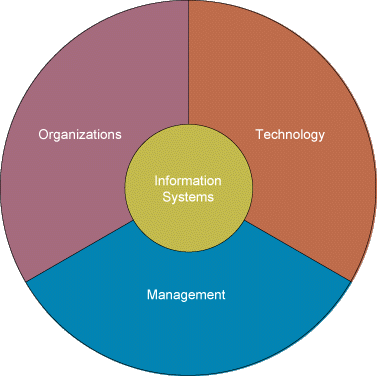 Organizations
Technology
Information
Systems
Management